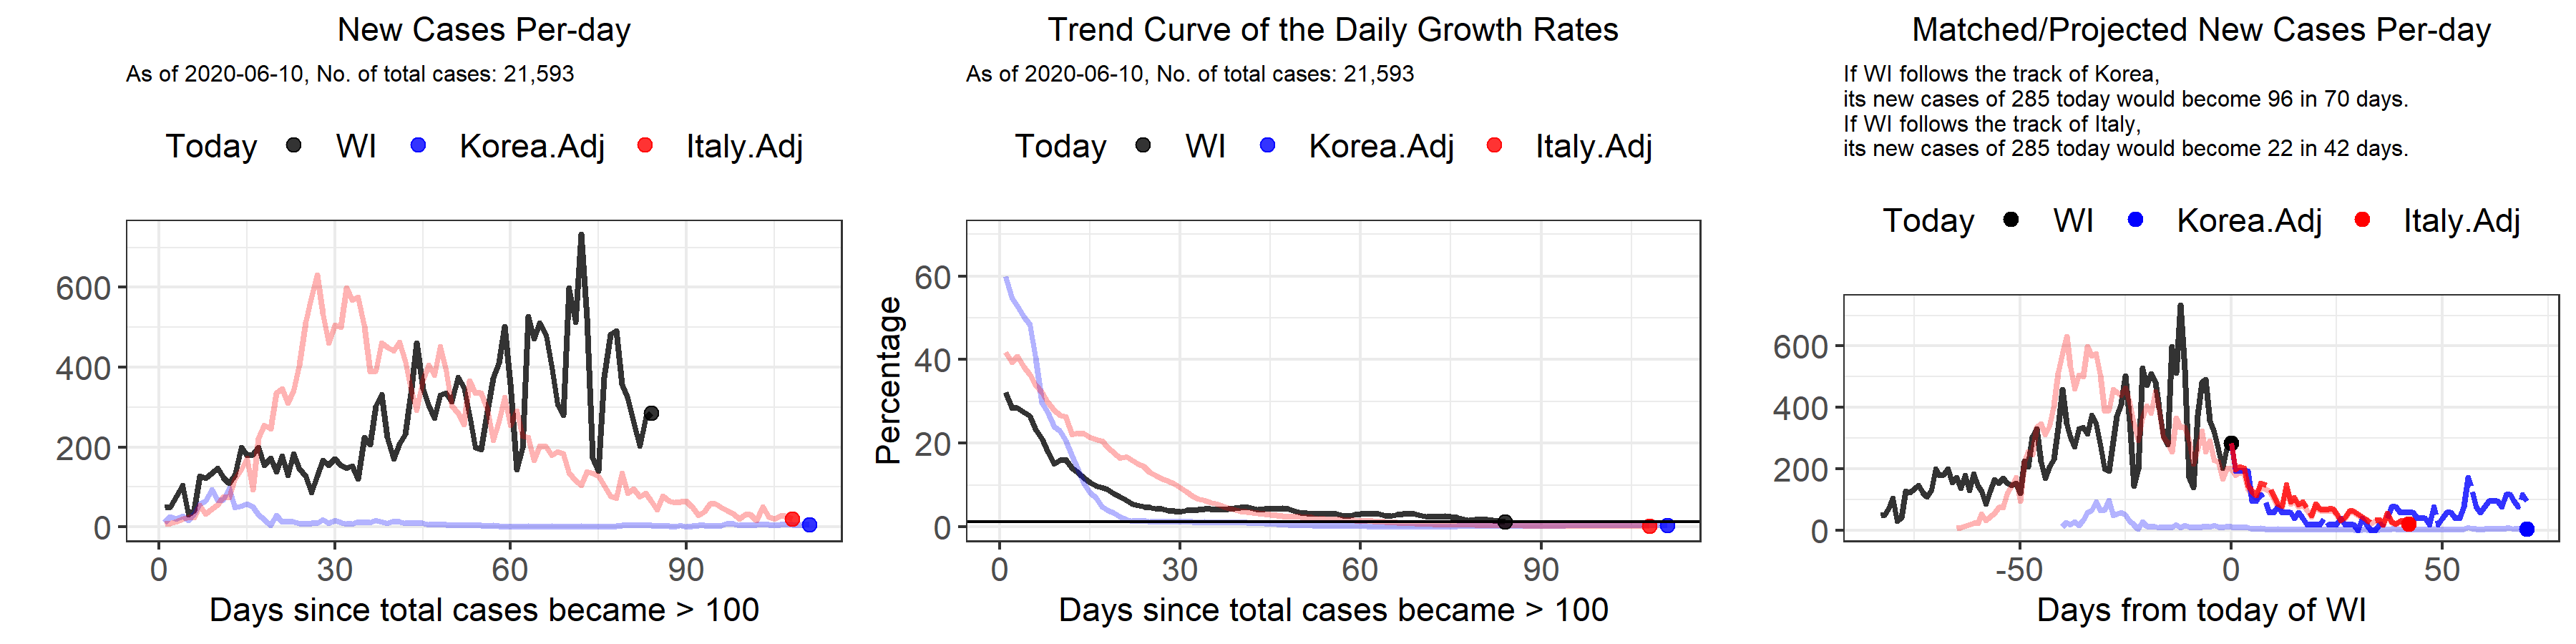 New Cases Per-day
As of 2020-06-10, No. of total cases: 21,593
Today WI Korea.Adj Italy.Adj
600
400
200
0
0 30 60 90
Days since total cases became > 100
Trend Curve of the Daily Growth Rates
As of 2020-06-10, No. of total cases: 21,593
Today WI Korea.Adj Italy.Adj
Percentage
60
40
20
0
0 30 60 90
Days since total cases became > 100
Matched/Projected New Cases Per-day
If WI follows the track of Korea,
its new cases of 285 today would become 96 in 70 days.
If WI follows the track of Italy,
its new cases of 285 today would become 22 in 42 days.
Today WI Korea.Adj Italy.Adj
600
400
200
0
-50 0 50
Days from today of WI